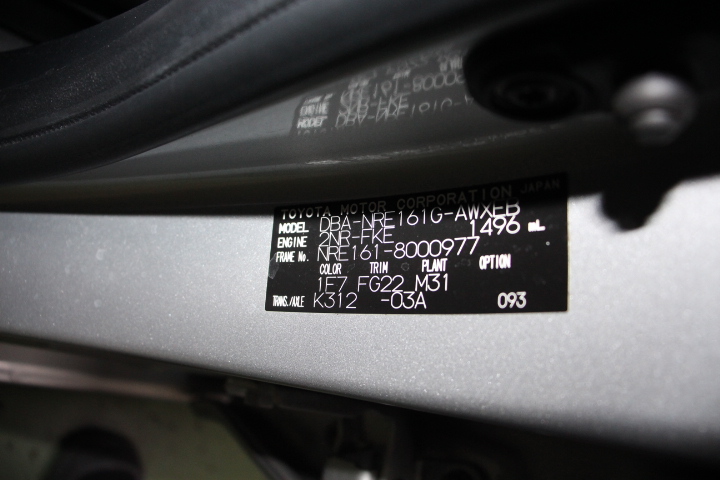 TOYOTA MOTOR CORPORATION JAPAN
MODEL DBA-NRE161G-AWXEB
ENGINE 2NR-FKE 1496 mL
FRAME No. NRE161-8000977
COLOR TRIM PLANT OPTION
1F7 FG22 M31
TRANS./AXLE K312 -03A 093